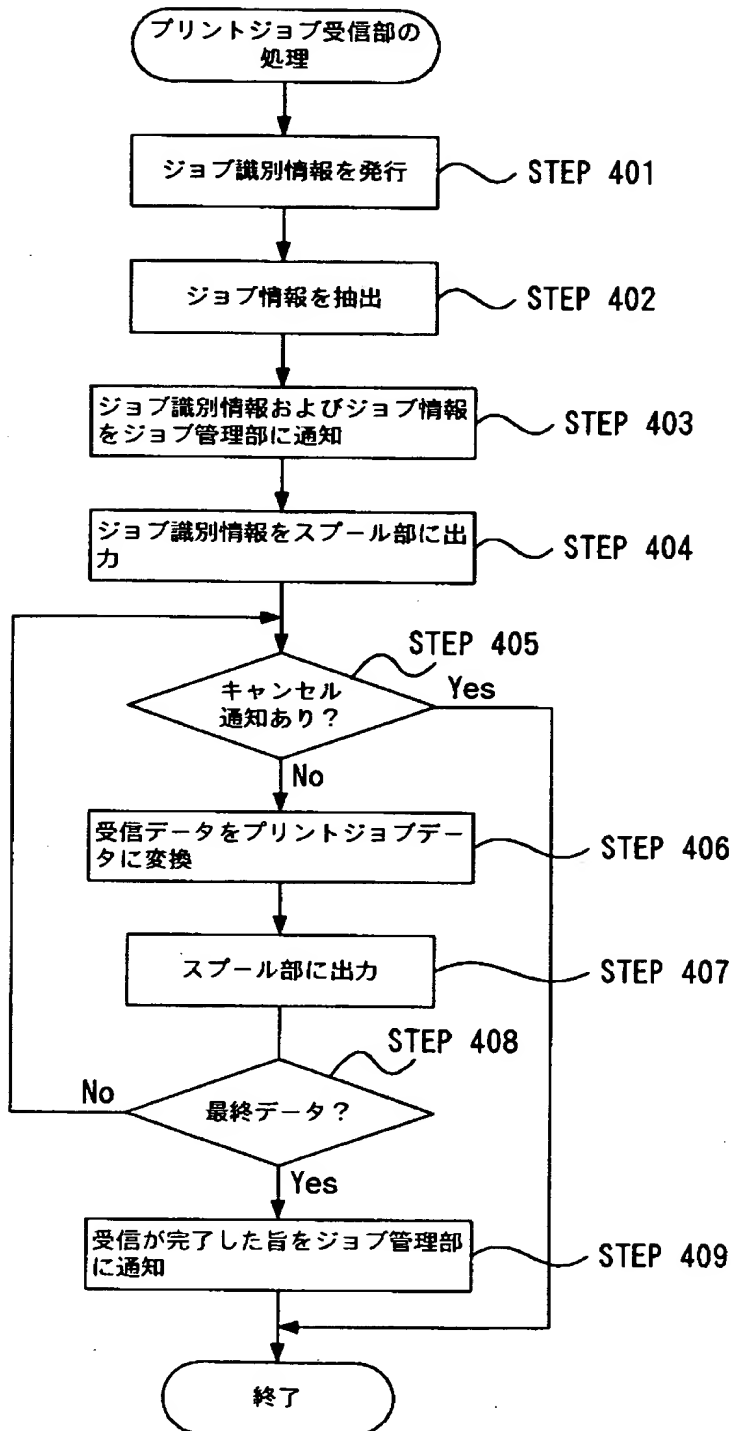 プリントジョブ受信部の
処理
ジョブ識別情報を発行
STEP 401
ジョブ情報を抽出
STEP 402
ジョブ識別情報およびジョブ情報
をジョブ管理部に通知
STEP 403
ジョブ識別情報をスプール部に出
力
STEP 404
STEP 405
キャンセル
通知あり？
Yes
No
受信データをプリントジョブデー
タに変換
STEP 406
スプール部に出力
STEP 407
STEP 408
No
最終データ？
Yes
受信が完了した旨をジョブ管理部
に通知
STEP 409
終了